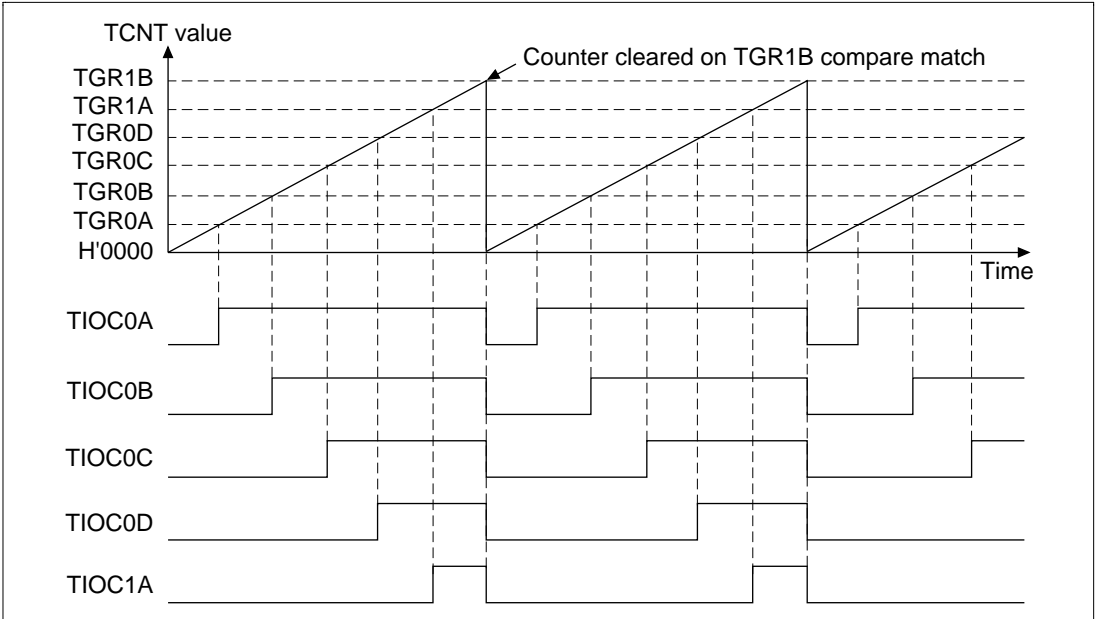 TCNT value
Counter cleared on TGR1B compare match
TGR1B
TGR1A
TGR0D
TGR0C
TGR0B
TGR0A
H'0000
Time
TIOC0A
TIOC0B
TIOC0C
TIOC0D
TIOC1A